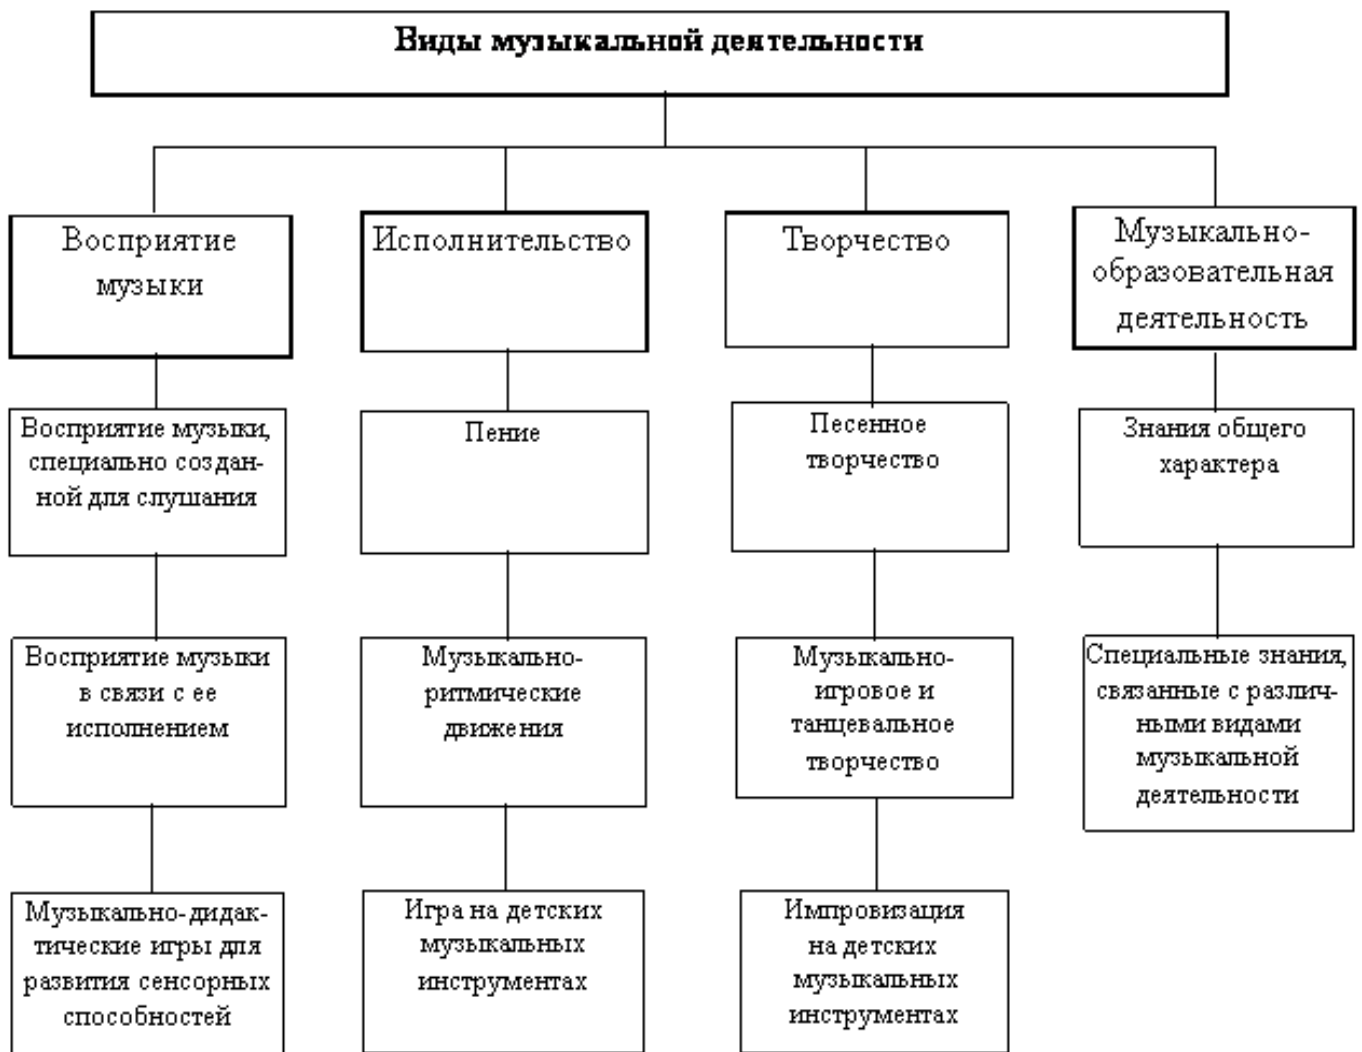 Виды музыкальной деятельности
Восприятие
музыки
Исполнительство
Творчество
Музыкально-
образовательная
деятельность
Восприятие музыки,
специально создан-
ной для слушания
Пение
Песенное
творчество
Знания общего
характера
Восприятие музыки
в связи с ее
исполнением
Музыкально-
ритмические
движения
Музыкально-
игровое и
танцевальное
творчество
Специальные знания,
связанные с различ-
ными видами
музыкальной
деятельности
Музыкально-дидак-
тические игры для
развития сенсорных
способностей
Игра на детских
музыкальных
инструментах
Импровизация
на детских
музыкальных
инструментах